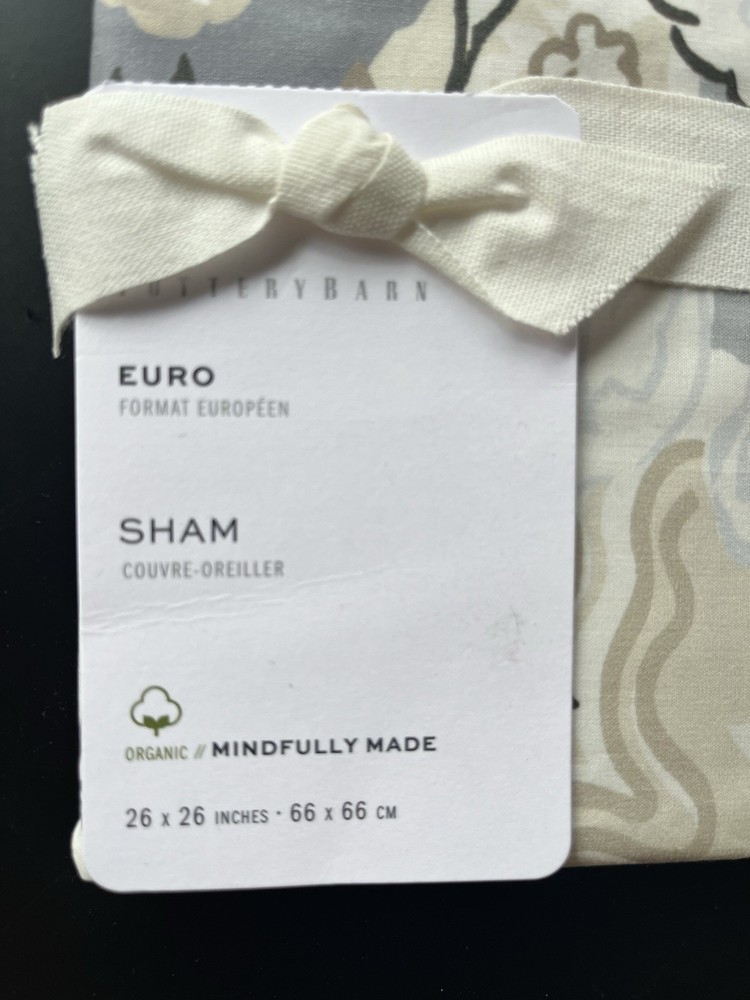 POTTERYBARN
EURO
FORMAT EUROPÉEN
SHAM
COUVRE-OREILLER
ORGANIC // MINDFULLY MADE
26 x 26 INCHES · 66 x 66 CM